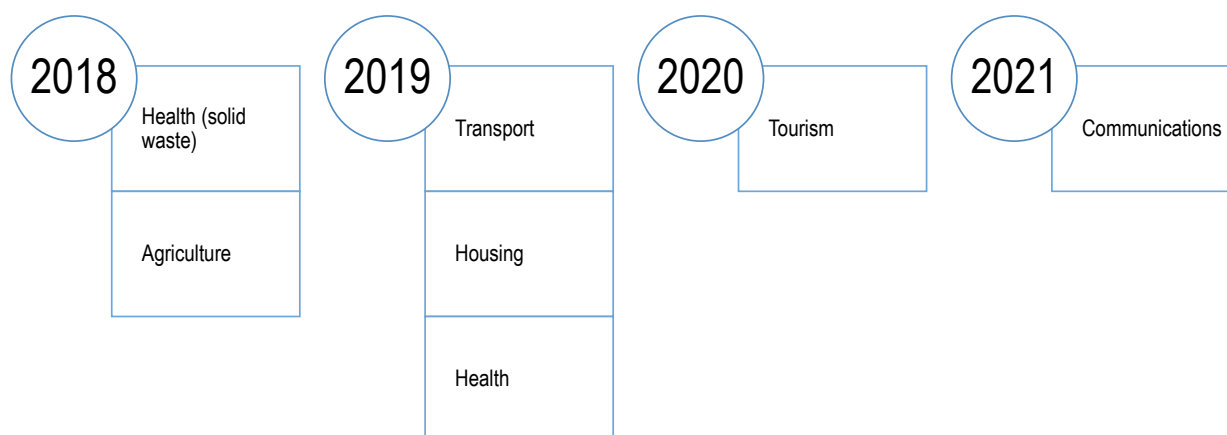 2018
Health (solid
waste)
Agriculture
2019
Transport
Housing
Health
2020
Tourism
2021
Communications